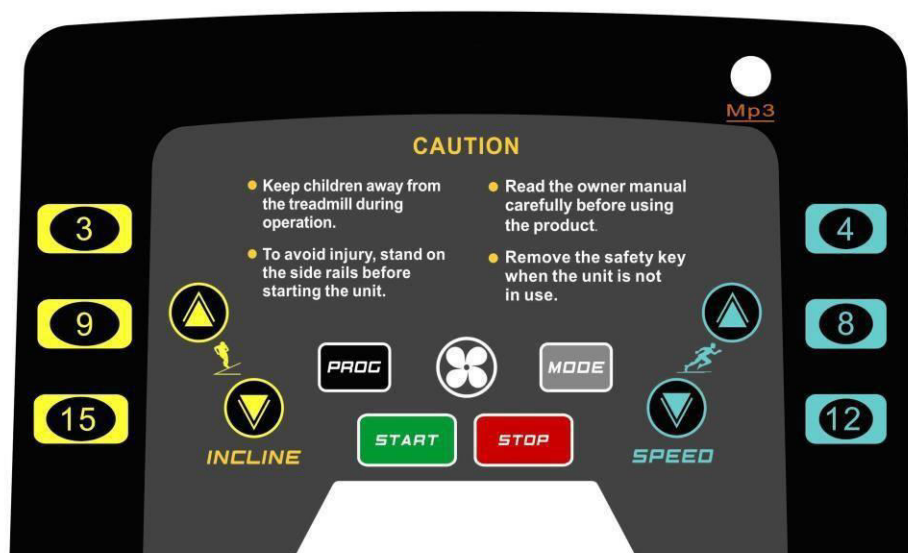 Mp3
CAUTION
Keep children away from
the treadmill during
operation.
To avoid injury, stand on
the side rails before
starting the unit.
Read the owner manual
carefully before using
the product.
Remove the safety key
when the unit is not
in use.
3
9
15
4
8
12
PROG
MODE
START
STOP
INCLINE
SPEED